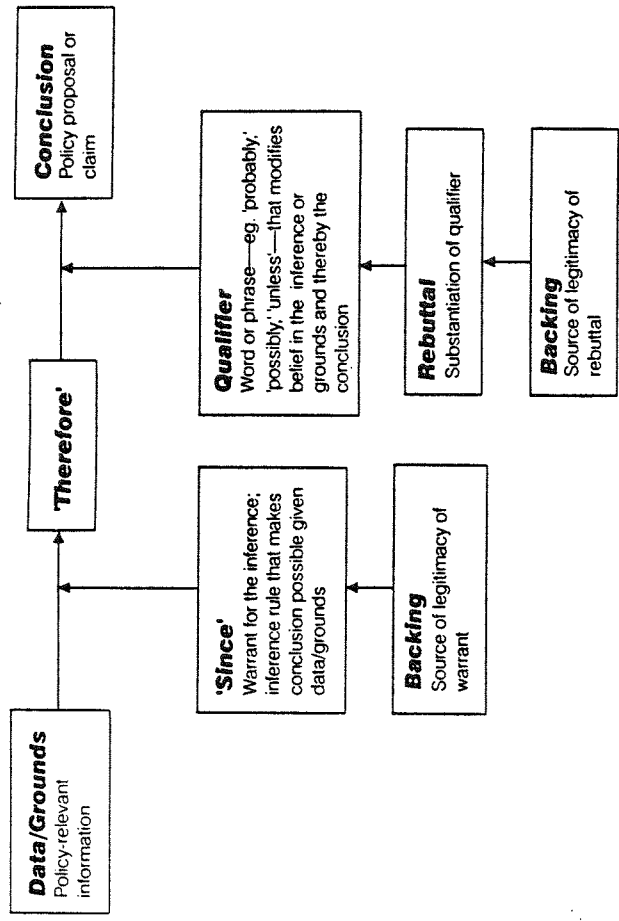 Data/Grounds
Policy-relevant
information
'Therefore'
Conclusion
Policy proposal or
claim
'Since'
Warrant for the inference;
inference rule that makes
conclusion possible given
data/grounds
Backing
Source of legitimacy of
warrant
Qualifier
Word or phrase—eg. 'probably,'
'possibly,' 'unless'—that modifies
belief in the inference or
grounds and thereby the
conclusion
Rebuttal
Substantiation of qualifier
Backing
Source of legitimacy of
rebuttal